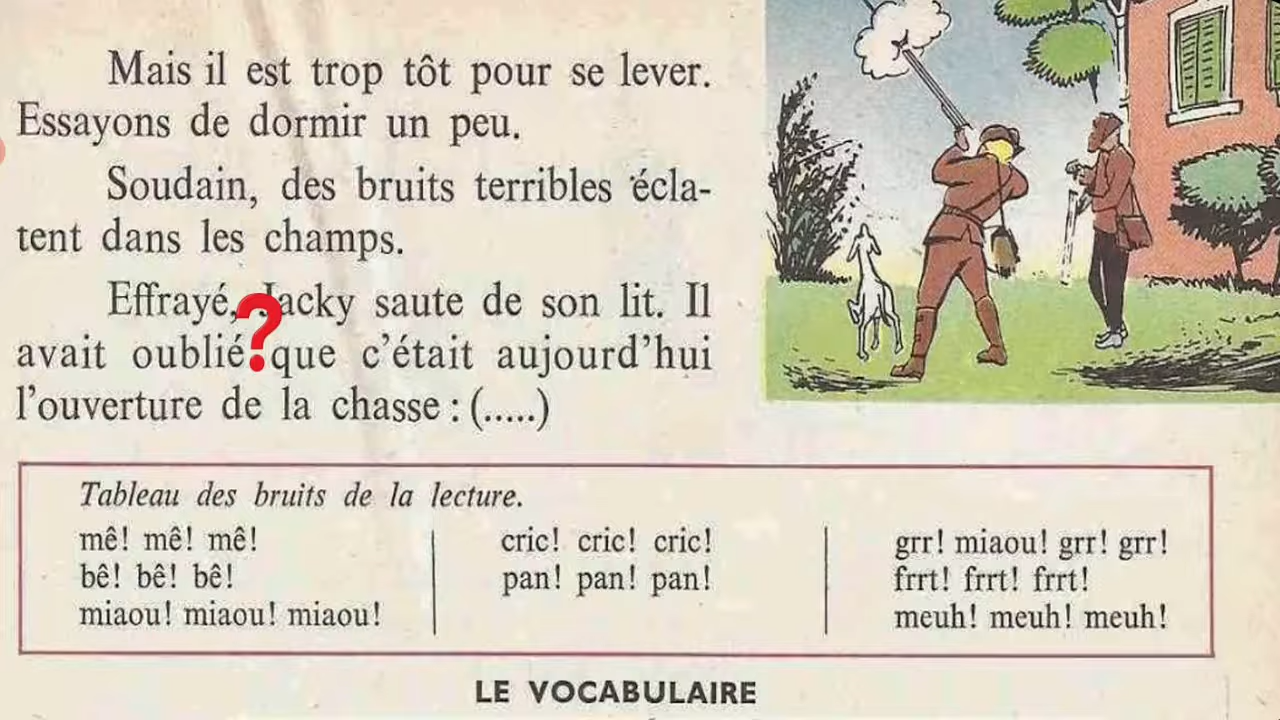 Mais il est trop tôt pour se lever.
Essayons de dormir un peu.
Soudain, des bruits terribles écla-
tent dans les champs.
Effrayé, Jacky saute de son lit. Il
avait oublié que c'était aujourd'hui
l'ouverture de la chasse : (.....)
?
Tableau des bruits de la lecture.
mê! mê! mê!
bê! bê! bê!
miaou! miaou! miaou!
cric! cric! cric!
pan! pan! pan!
grr! miaou! grr! grr!
frrt! frrt! frrt!
meuh! meuh! meuh!
LE VOCABULAIRE